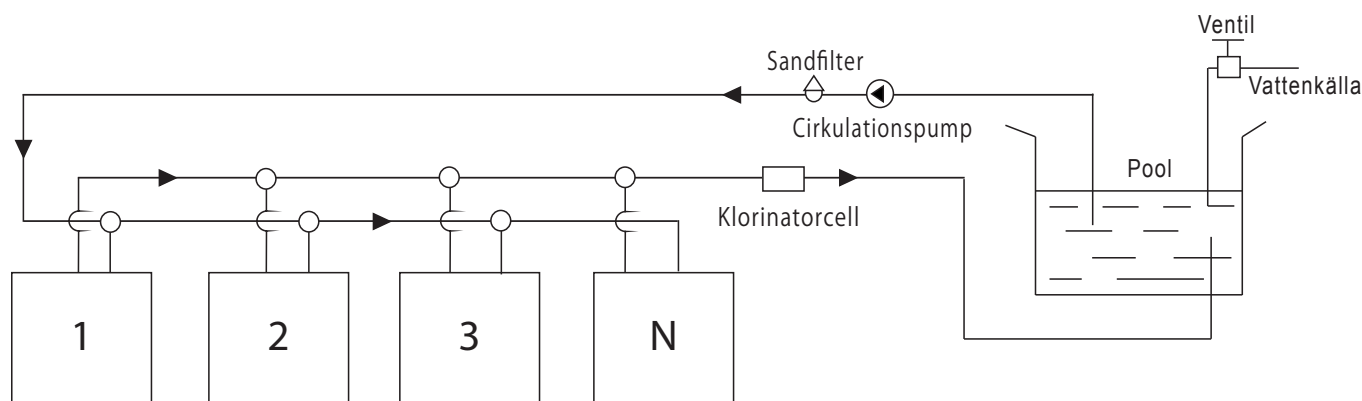 Ventil
Sandfilter
Vattenkälla
Cirkulationspump
Pool
Klorinatorcell
1
2
3
N